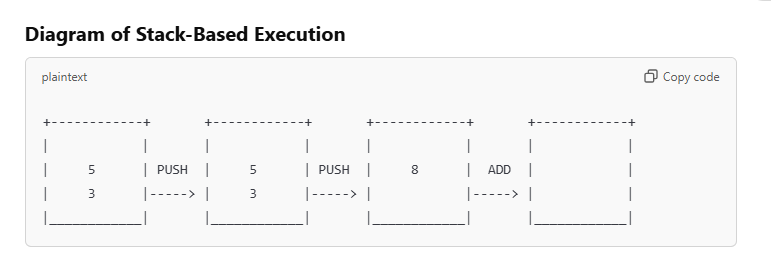 Diagram of Stack-Based Execution
plaintext
Copy code
+------------+       +------------+       +------------+       +------------+
|            |       |            |       |            |       |            |
|     5      | PUSH  |     5      | PUSH  |     8      |  ADD  |            |
|     3      |-----> |     3      |-----> |            |-----> |            |
|____________|       |____________|       |____________|       |____________|